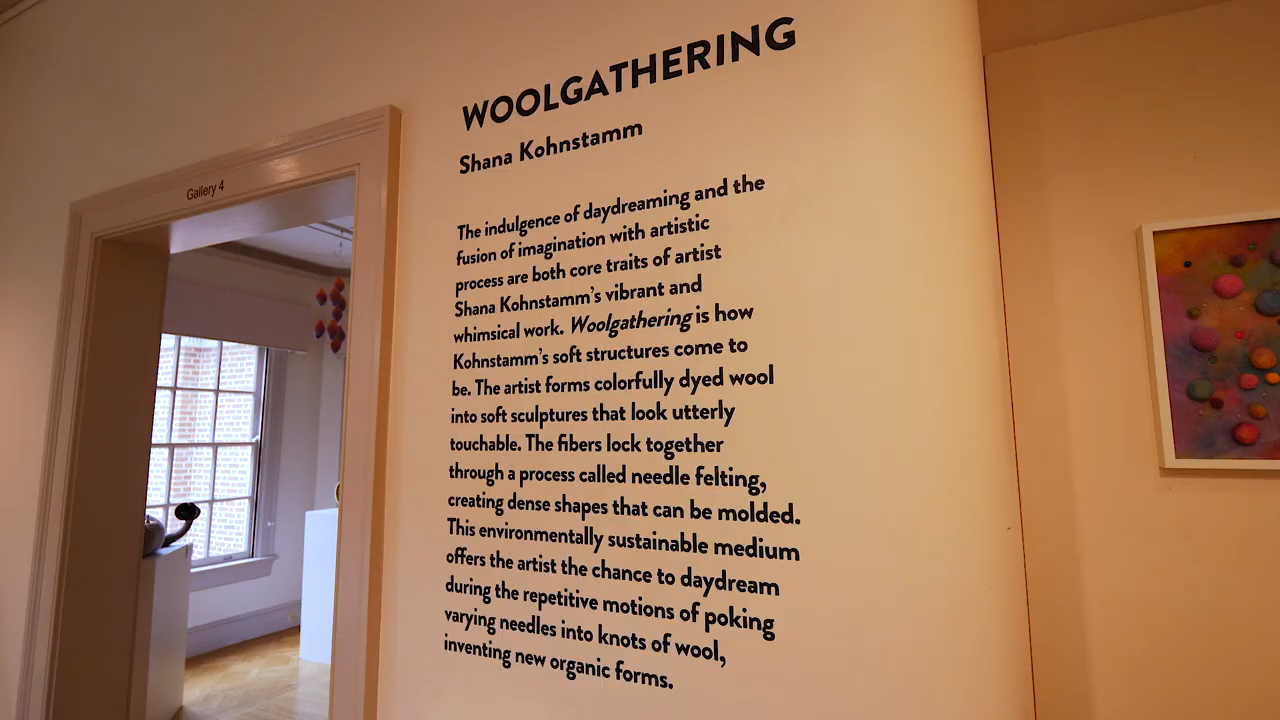 WOOLGATHERING
Shana Kohnstamm
Gallery 4
The indulgence of daydreaming and the
fusion of imagination with artistic
process are both core traits of artist
Shana Kohnstamm's vibrant and
whimsical work. Woolgathering is how
Kohnstamm's soft structures come to
be. The artist forms colorfully dyed wool
into soft sculptures that look utterly
touchable. The fibers lock together
through a process called needle felting,
creating dense shapes that can be molded.
This environmentally sustainable medium
offers the artist the chance to daydream
during the repetitive motions of poking
varying needles into knots of wool,
inventing new organic forms.